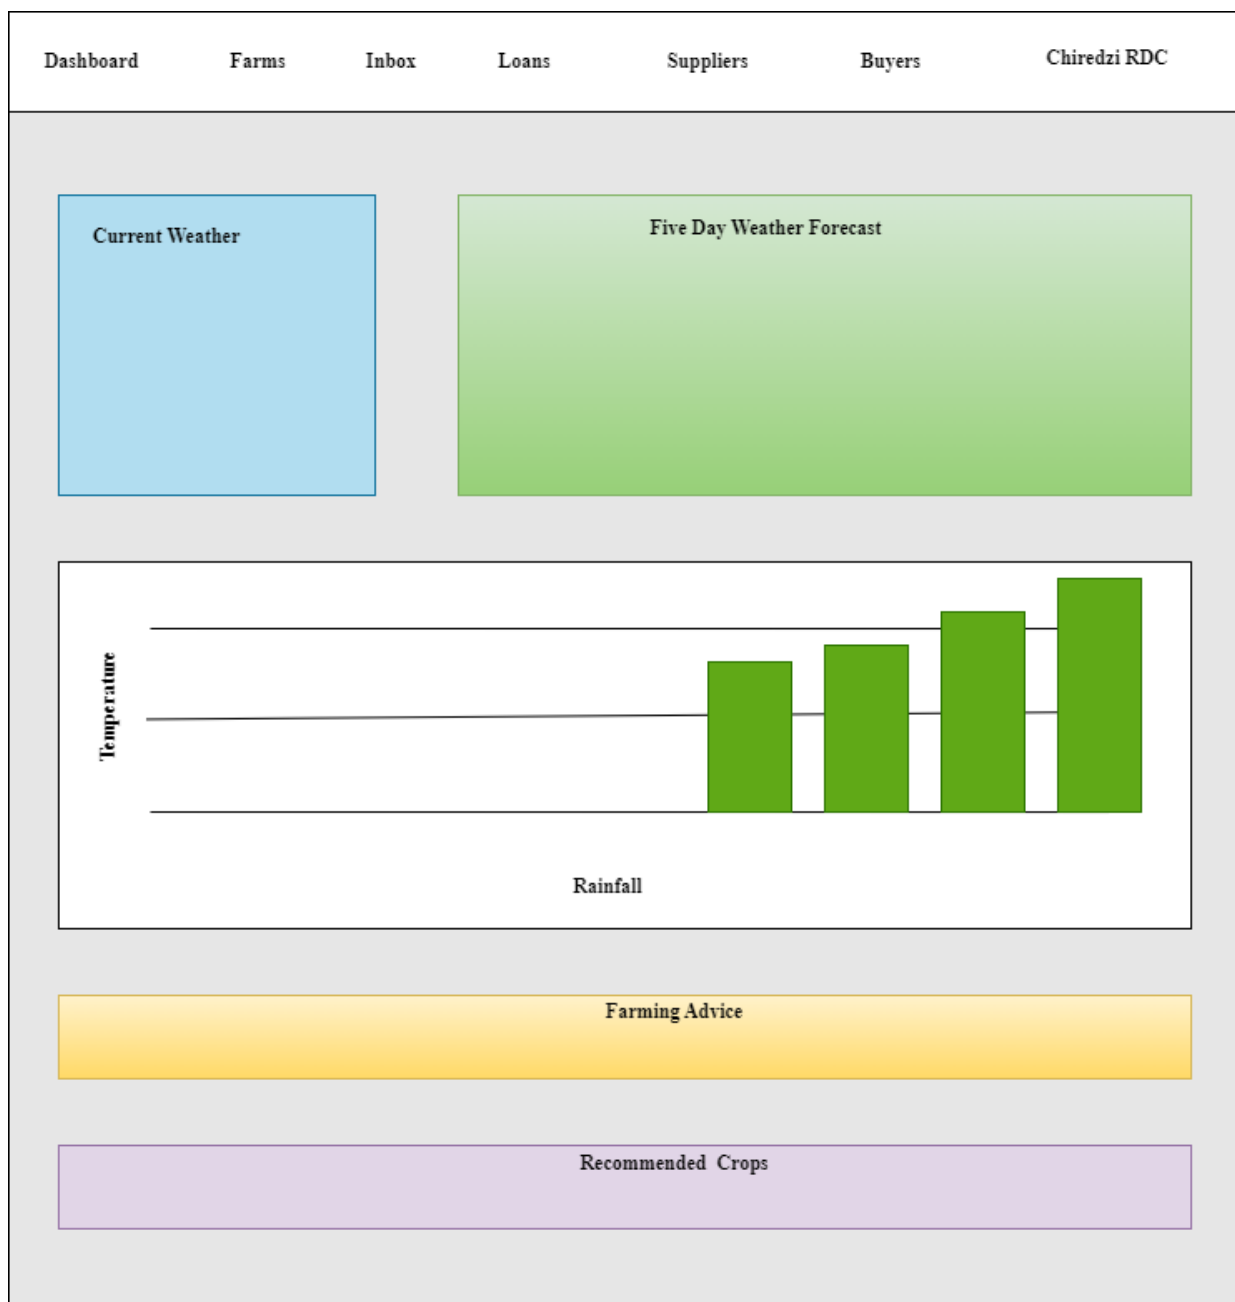 Dashboard Farms Inbox Loans Suppliers Buyers Chiredzi RDC
Current Weather
Five Day Weather Forecast
Temperature
Rainfall
Farming Advice
Recommended Crops